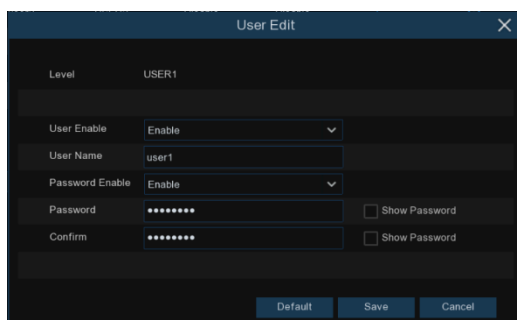 User Edit
Level USER1
User Enable Enable
User Name user1
Password Enable Enable
Password •••••••• Show Password
Confirm •••••••• Show Password
Default Save Cancel